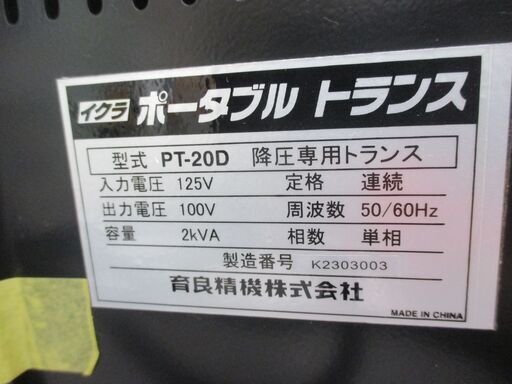 イクラ ポータブル トランス
型式 PT-20D 降圧専用トランス
入力電圧 125V 定格 連続
出力電圧 100V 周波数 50/60Hz
容量 2kVA 相数 単相
製造番号 K2303003
育良精機株式会社
MADE IN CHINA